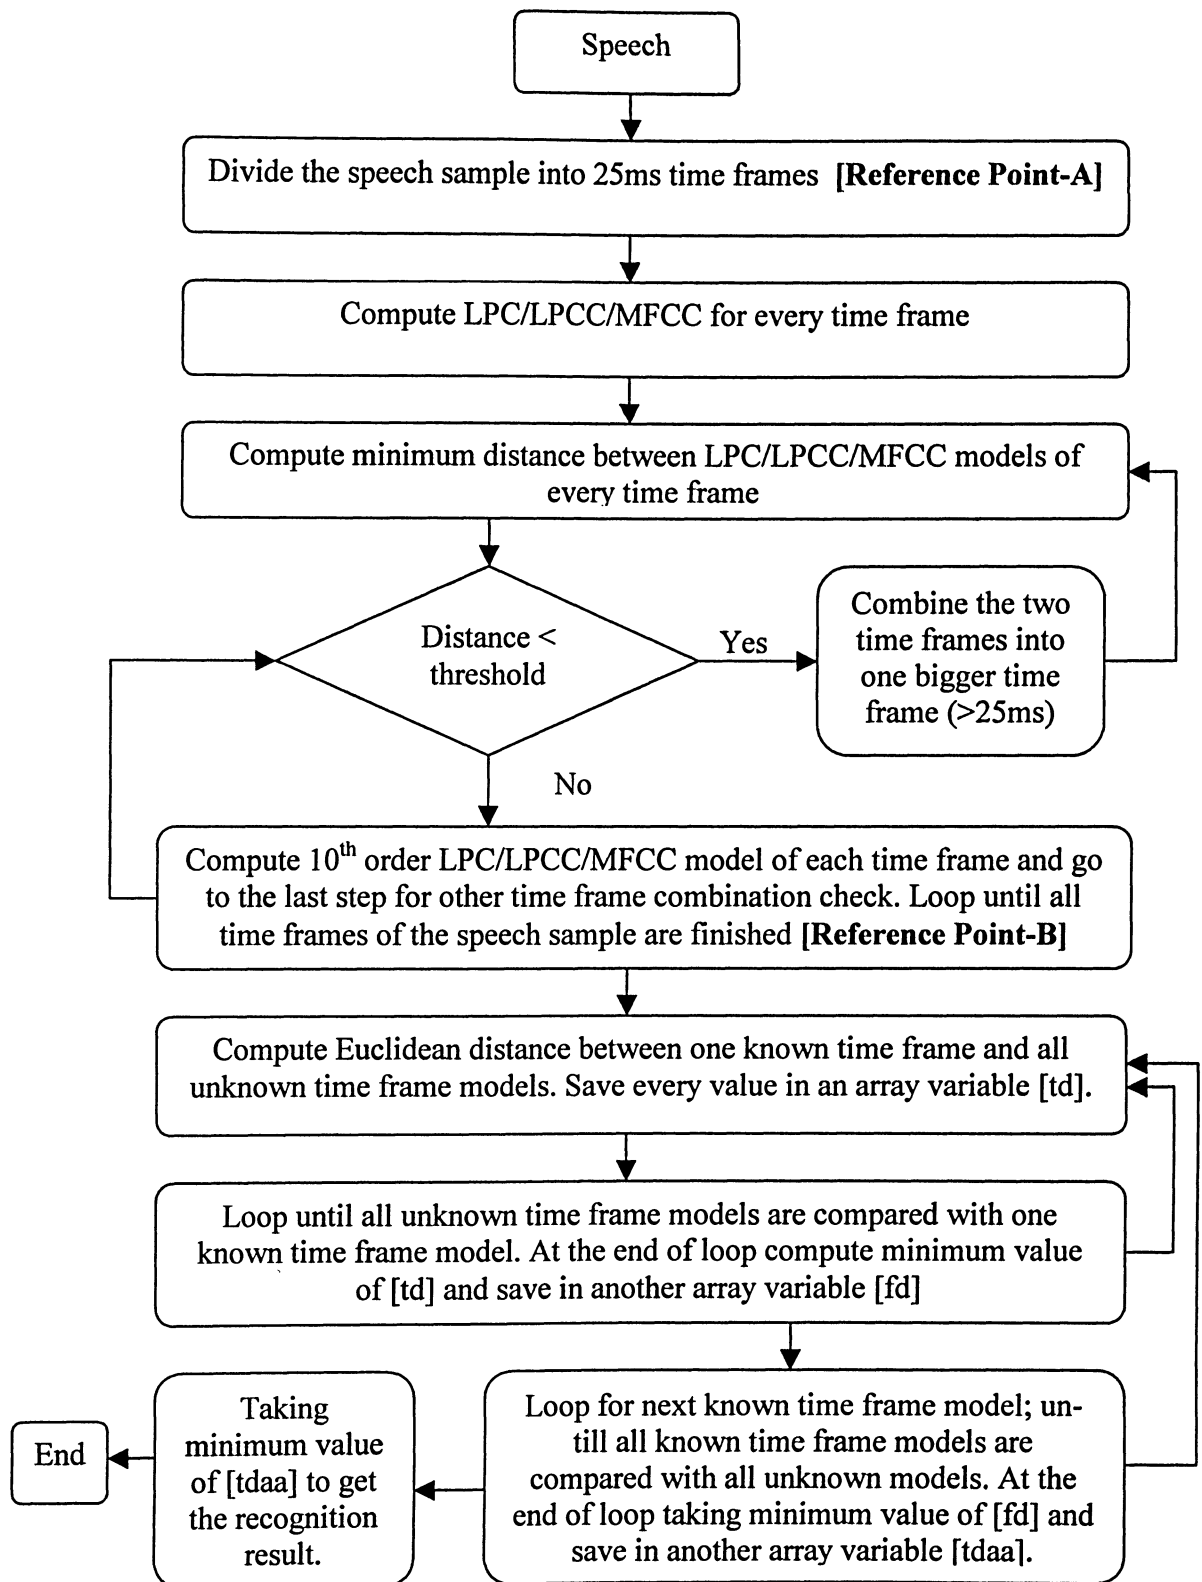 Speech
Divide the speech sample into 25ms time frames [Reference Point-A]
Compute LPC/LPCC/MFCC for every time frame
Compute minimum distance between LPC/LPCC/MFCC models of
every time frame
Distance <
threshold
Yes
Combine the two
time frames into
one bigger time
frame (>25ms)
No
Compute 10th order LPC/LPCC/MFCC model of each time frame and go
to the last step for other time frame combination check. Loop until all
time frames of the speech sample are finished [Reference Point-B]
Compute Euclidean distance between one known time frame and all
unknown time frame models. Save every value in an array variable [td].
Loop until all unknown time frame models are compared with one
known time frame model. At the end of loop compute minimum value
of [td] and save in another array variable [fd]
Loop for next known time frame model; un-
till all known time frame models are
compared with all unknown models. At the
end of loop taking minimum value of [fd] and
save in another array variable [tdaa].
Taking
minimum value
of [tdaa] to get
the recognition
result.
End